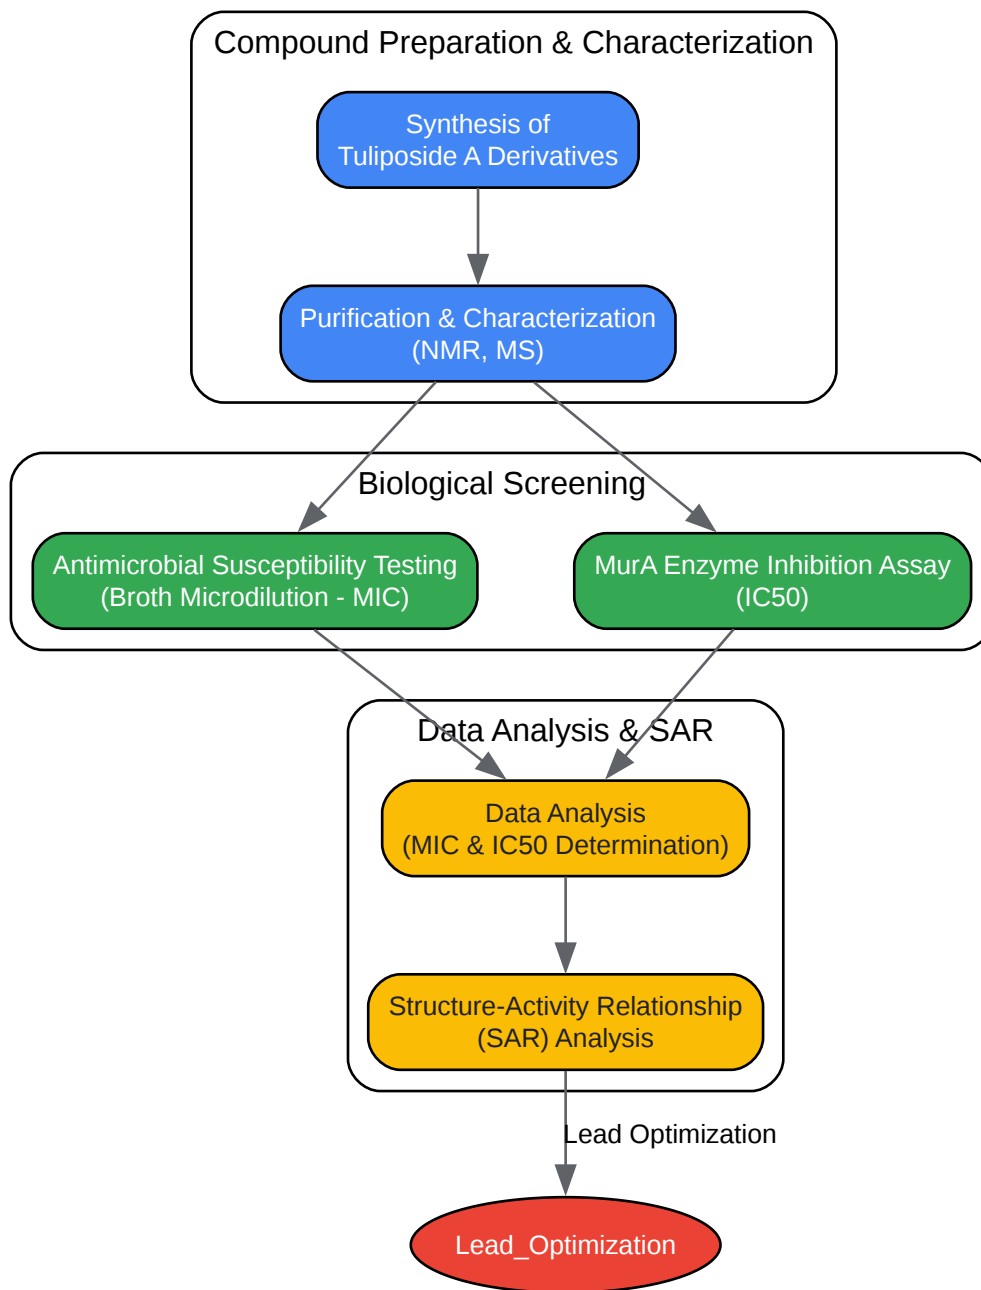 Compound Preparation & Characterization
Synthesis of
Tuliposide A Derivatives
Purification & Characterization
(NMR, MS)
Biological Screening
Antimicrobial Susceptibility Testing
(Broth Microdilution - MIC)
MurA Enzyme Inhibition Assay
(IC50)
Data Analysis & SAR
Data Analysis
(MIC & IC50 Determination)
Structure-Activity Relationship
(SAR) Analysis
Lead Optimization
Lead_Optimization